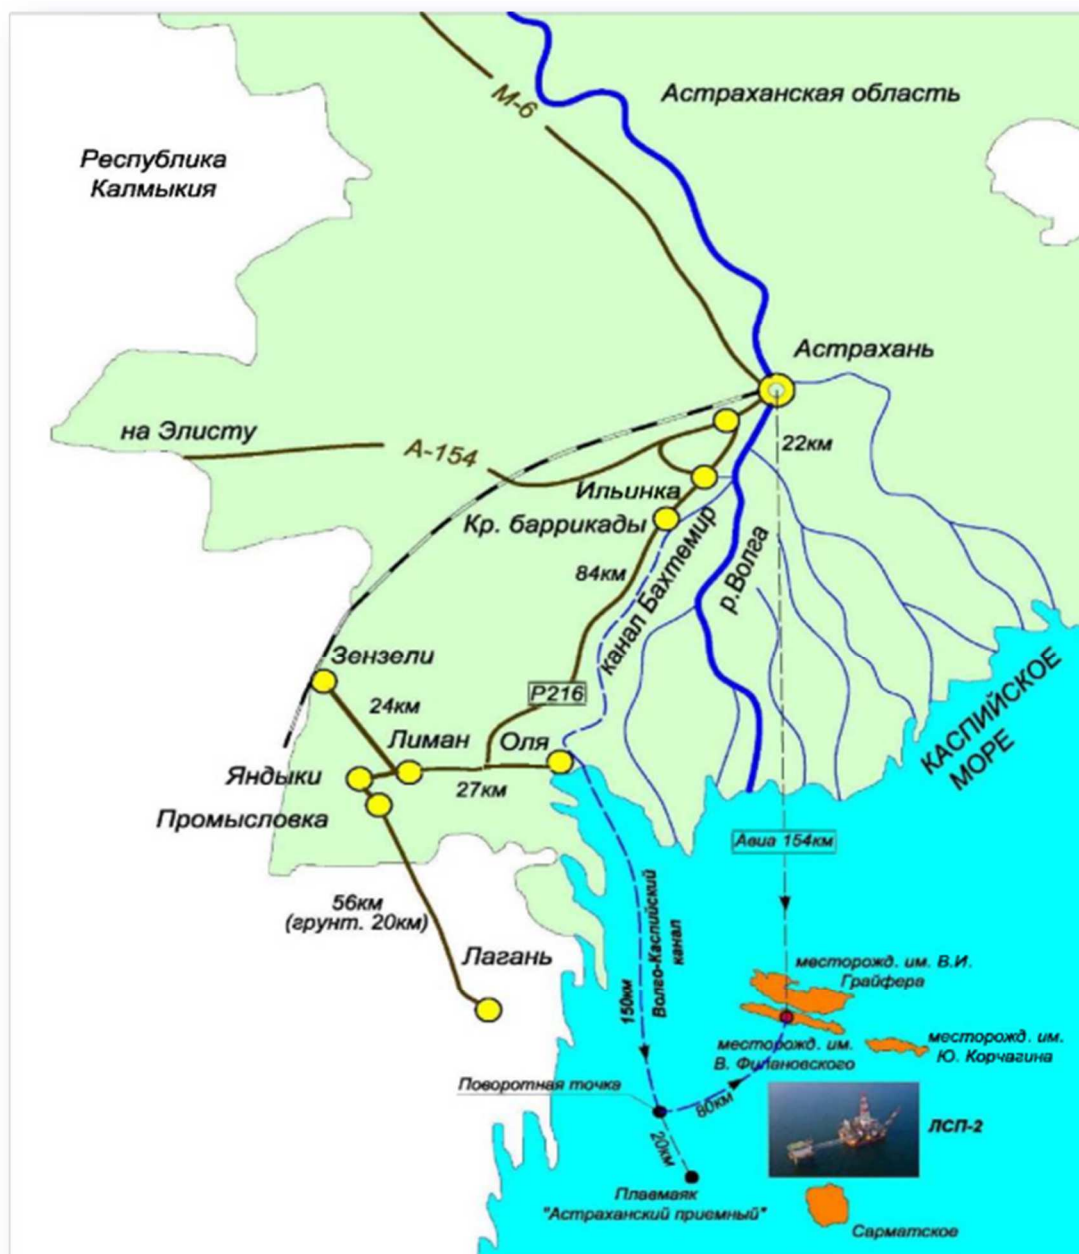 М-6
Астраханская область
Республика
Калмыкия
Астрахань
на Элисту
А-154
22км
Ильинка
Кр. баррикады
84км
канал Бахтемир
р.Волга
Зензели
24км
Р216
Лиман
Оля
КАСПИЙСКОЕ
МОРЕ
Яндыки
27км
Промысловка
Авиа 154км
56км
(грунт. 20км)
Лагань
150км
Волго-Каспийский
канал
месторожд. им. В.И.
Грайфера
месторожд. им.
В. Филановского
месторожд. им.
Ю. Корчагина
Поворотная точка
80км
20км
ЛСП-2
Плавмаяк
"Астраханский приемный"
Сарматское